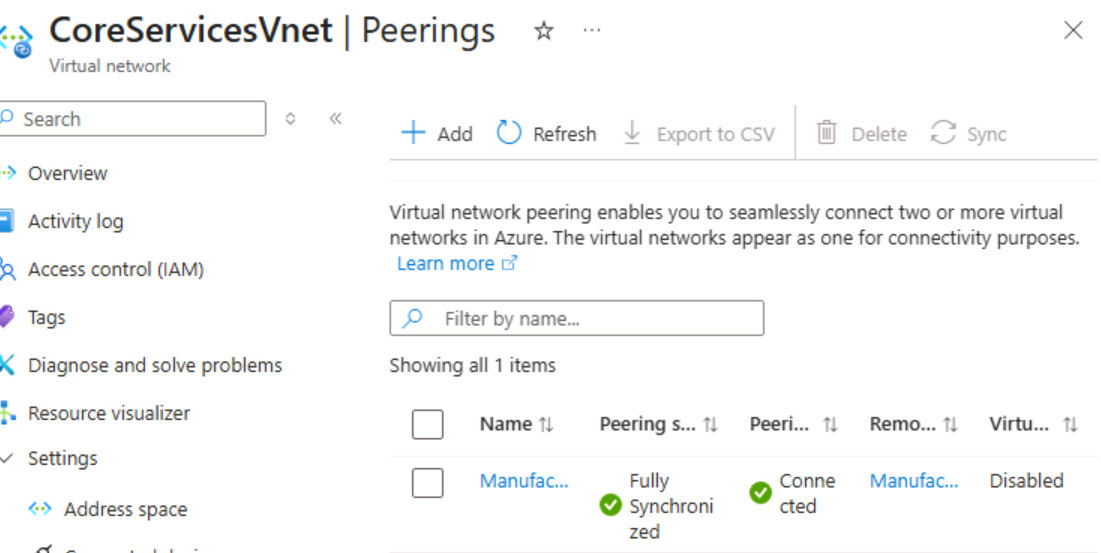 CoreServicesVnet | Peerings
Virtual network
Search
Add
Refresh
Export to CSV
Delete
Sync
Overview
Activity log
Access control (IAM)
Tags
Diagnose and solve problems
Resource visualizer
Settings
Address space
Virtual network peering enables you to seamlessly connect two or more virtual
networks in Azure. The virtual networks appear as one for connectivity purposes.
Learn more
Filter by name...
Showing all 1 items
Name Peering s... Peeri... Remo... Virtu...
Manufac... Fully Synchronized Connected Manufac... Disabled